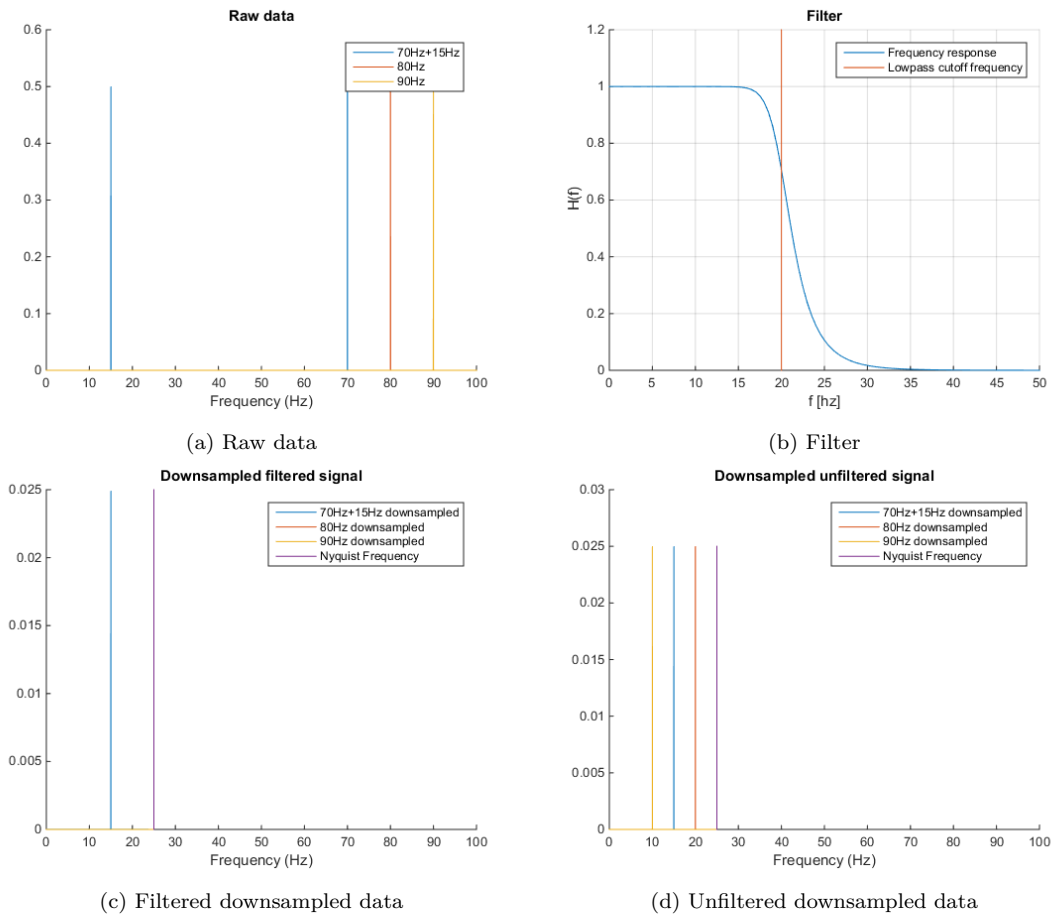 Raw data
0.6
0.5
0.4
0.3
0.2
0.1
0
70Hz+15Hz
80Hz
90Hz
0 10 20 30 40 50 60 70 80 90 100
Frequency (Hz)
(a) Raw data
Filter
1.2
1
0.8
0.6
0.4
0.2
0
H(f)
Frequency response
Lowpass cutoff frequency
0 5 10 15 20 25 30 35 40 45 50
f [hz]
(b) Filter
Downsampled filtered signal
0.025
0.02
0.015
0.01
0.005
0
70Hz+15Hz downsampled
80Hz downsampled
90Hz downsampled
Nyquist Frequency
0 10 20 30 40 50 60 70 80 90 100
Frequency (Hz)
(c) Filtered downsampled data
Downsampled unfiltered signal
0.03
0.025
0.02
0.015
0.01
0.005
0
70Hz+15Hz downsampled
80Hz downsampled
90Hz downsampled
Nyquist Frequency
0 10 20 30 40 50 60 70 80 90 100
Frequency (Hz)
(d) Unfiltered downsampled data